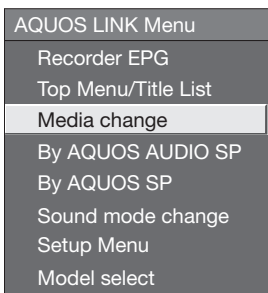 AQUOS LINK Menu
Recorder EPG
Top Menu/Title List
Media change
By AQUOS AUDIO SP
By AQUOS SP
Sound mode change
Setup Menu
Model select